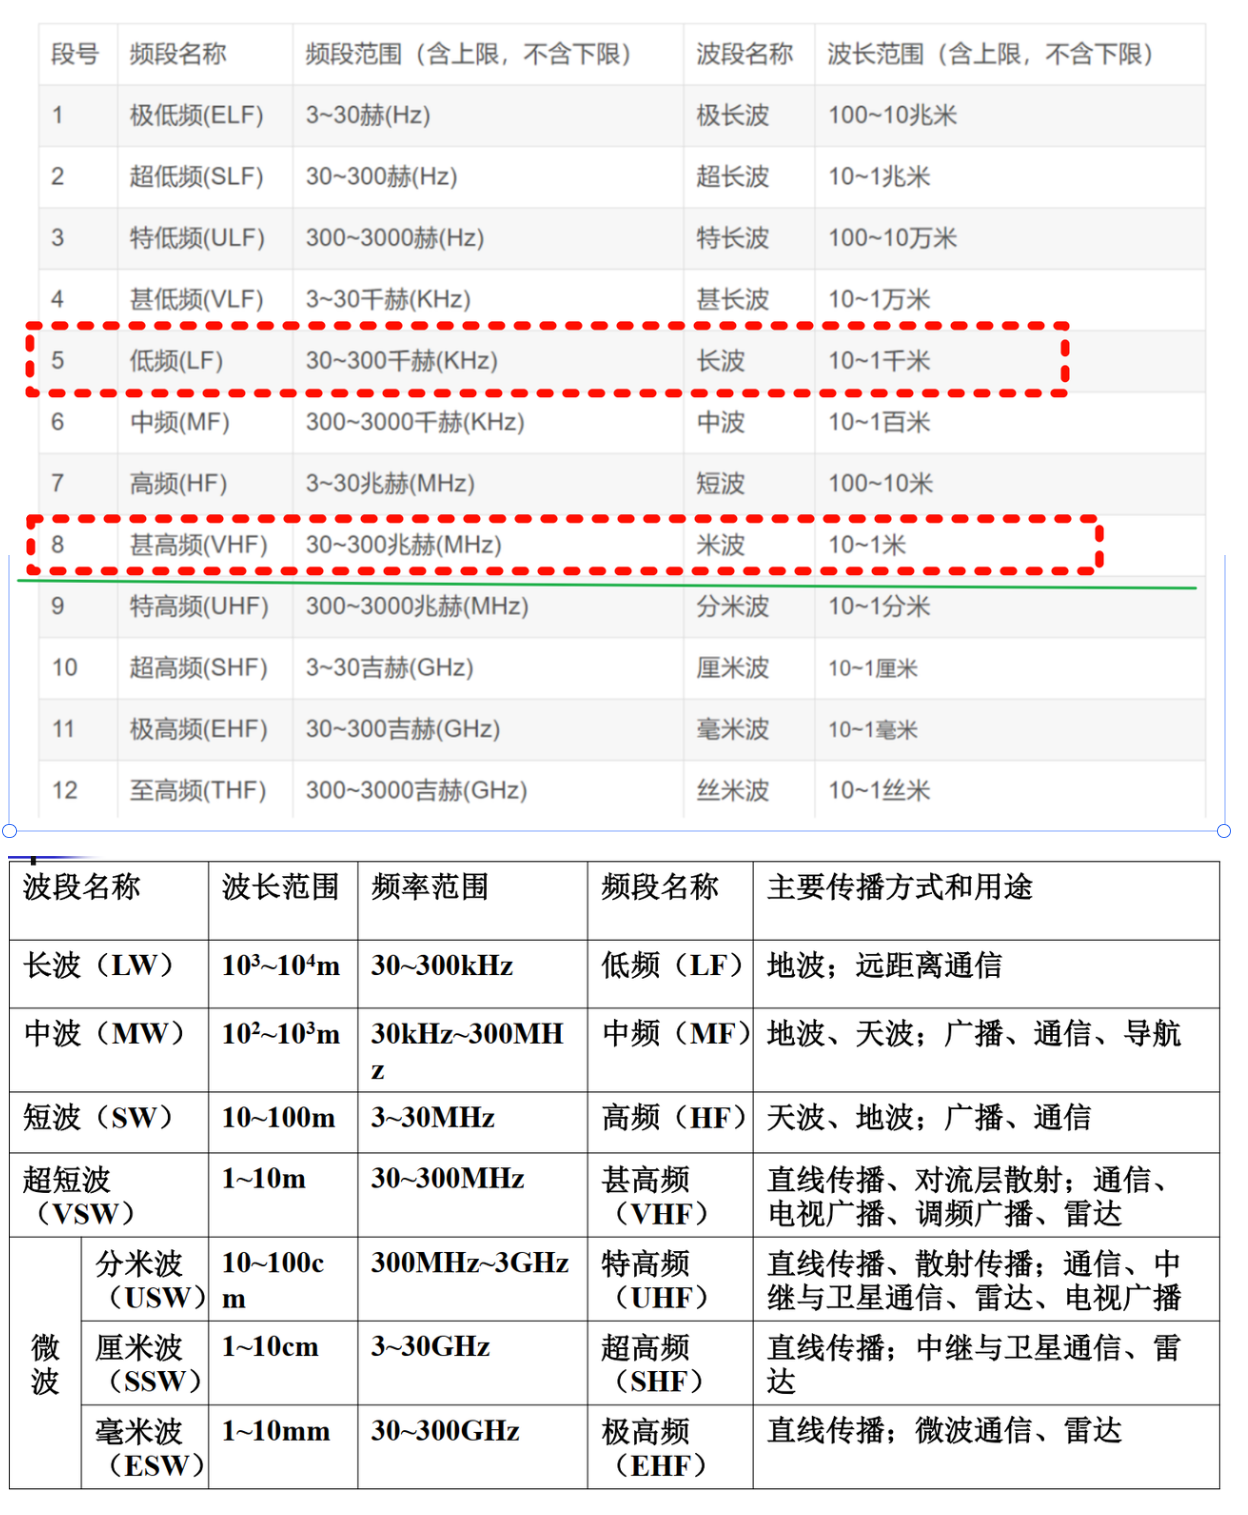 段号 频段名称 频段范围（含上限，不含下限） 波段名称 波长范围（含上限，不含下限）
1 极低频(ELF) 3~30赫(Hz) 极长波 100~10兆米
2 超低频(SLF) 30~300赫(Hz) 超长波 10~1兆米
3 特低频(ULF) 300~3000赫(Hz) 特长波 100~10万米
4 甚低频(VLF) 3~30千赫(KHz) 甚长波 10~1万米
5 低频(LF) 30~300千赫(KHz) 长波 10~1千米
6 中频(MF) 300~3000千赫(KHz) 中波 10~1百米
7 高频(HF) 3~30兆赫(MHz) 短波 100~10米
8 甚高频(VHF) 30~300兆赫(MHz) 米波 10~1米
9 特高频(UHF) 300~3000兆赫(MHz) 分米波 10~1分米
10 超高频(SHF) 3~30吉赫(GHz) 厘米波 10~1厘米
11 极高频(EHF) 30~300吉赫(GHz) 毫米波 10~1毫米
12 至高频(THF) 300~3000吉赫(GHz) 丝米波 10~1丝米
波段名称 波长范围 频率范围 频段名称 主要传播方式和用途
长波（LW） 10³~10⁴m 30~300kHz 低频（LF） 地波；远距离通信
中波（MW） 10²~10³m 30kHz~300MH 中频（MF） 地波、天波；广播、通信、导航
z
短波（SW） 10~100m 3~30MHz 高频（HF） 天波、地波；广播、通信
超短波 1~10m 30~300MHz 甚高频 直线传播、对流层散射；通信、
（VSW） （VHF） 电视广播、调频广播、雷达
分米波 10~100c 300MHz~3GHz 特高频 直线传播、散射传播；通信、中
（USW） m （UHF） 继与卫星通信、雷达、电视广播
微 厘米波 1~10cm 3~30GHz 超高频 直线传播；中继与卫星通信、雷
波 （SSW） （SHF） 达
毫米波 1~10mm 30~300GHz 极高频 直线传播；微波通信、雷达
（ESW） （EHF）